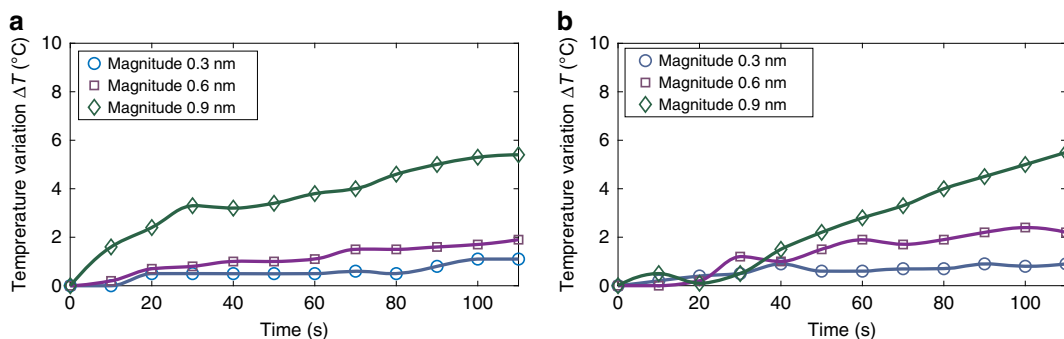 a
Temprerature variation ΔT (°C)
10
8
6
4
2
0
Magnitude 0.3 nm
Magnitude 0.6 nm
Magnitude 0.9 nm
0 20 40 60 80 100
Time (s)
b
Temprerature variation ΔT (°C)
10
8
6
4
2
0
Magnitude 0.3 nm
Magnitude 0.6 nm
Magnitude 0.9 nm
0 20 40 60 80 100
Time (s)